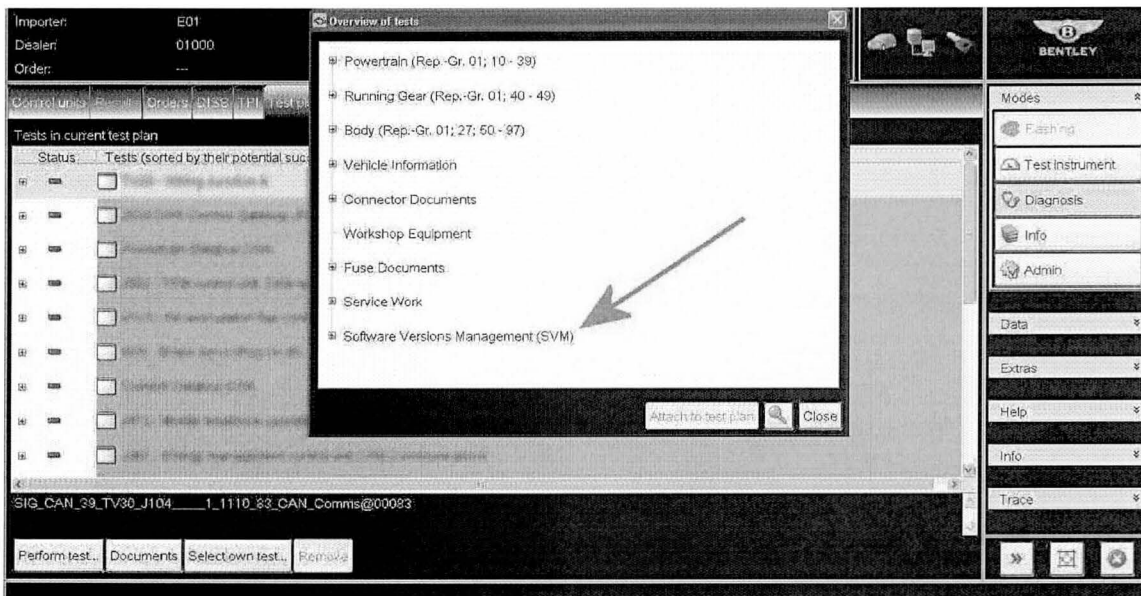 Importer: E01
Dealer: 01000
Order: ---
Overview of tests
Powertrain (Rep.-Gr. 01; 10 - 39)
Running Gear (Rep.-Gr. 01; 40 - 49)
Body (Rep.-Gr. 01; 27; 50 - 97)
Vehicle Information
Connector Documents
Workshop Equipment
Fuse Documents
Service Work
Software Versions Management (SVM)
Attach to test plan
Close
B
BENTLEY
Control units Results Orders DISS TPI Test pl
Tests in current test plan
Status Tests (sorted by their potential suc
SIG_CAN_39_TV30_J104____1_1110_83_CAN_Comms@00083
Perform test... Documents Select own test... Remove
Modes
Flashing
Test instrument
Diagnosis
Info
Admin
Data
Extras
Help
Info
Trace